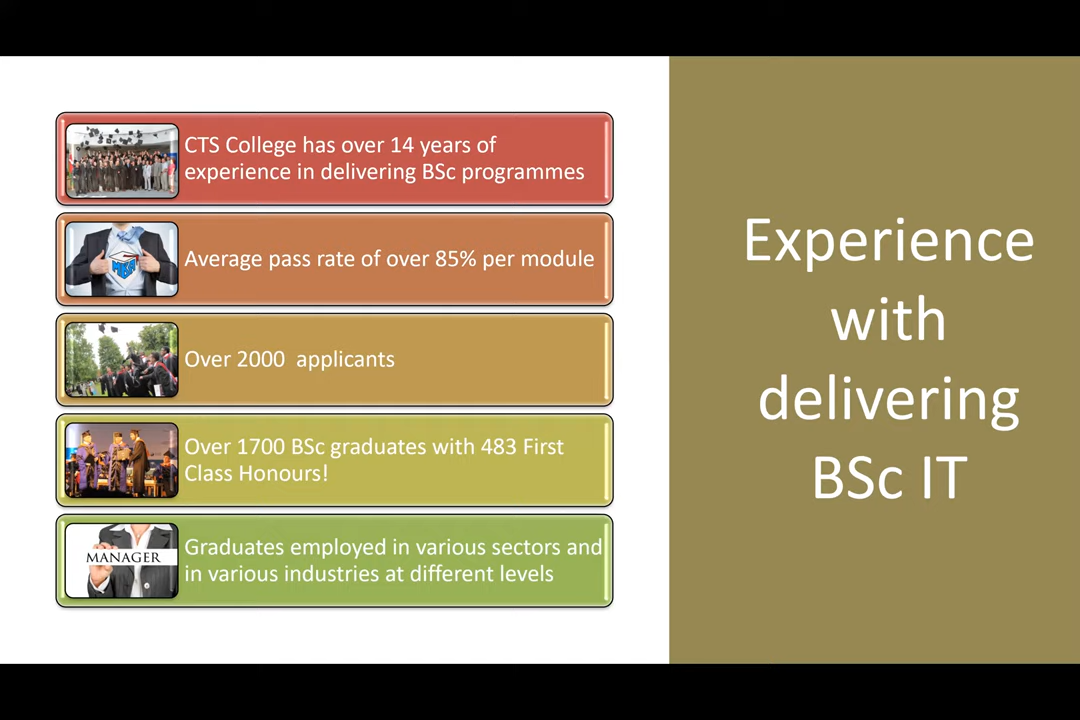 CTS College has over 14 years of
experience in delivering BSc programmes
MBA
Average pass rate of over 85% per module
Over 2000  applicants
Over 1700 BSc graduates with 483 First
Class Honours!
MANAGER
Graduates employed in various sectors and
in various industries at different levels
Experience
with
delivering
BSc IT